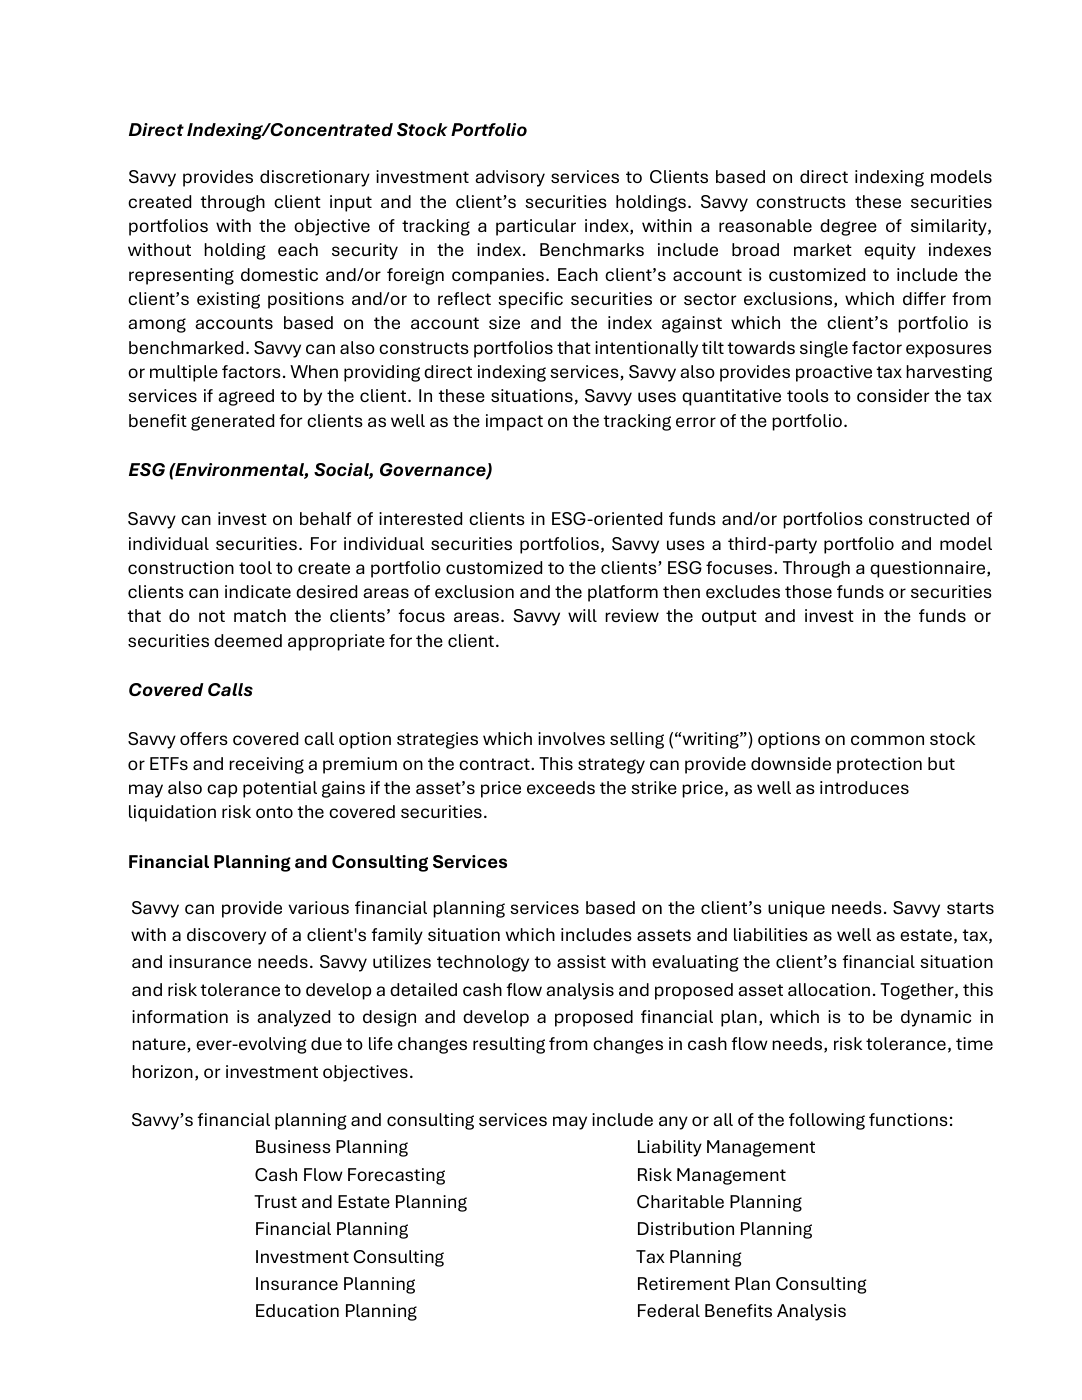 Direct Indexing/Concentrated Stock Portfolio
Savvy provides discretionary investment advisory services to Clients based on direct indexing models
created through client input and the client’s securities holdings. Savvy constructs these securities
portfolios with the objective of tracking a particular index, within a reasonable degree of similarity,
without holding each security in the index. Benchmarks include broad market equity indexes
representing domestic and/or foreign companies. Each client’s account is customized to include the
client’s existing positions and/or to reflect specific securities or sector exclusions, which differ from
among accounts based on the account size and the index against which the client’s portfolio is
benchmarked. Savvy can also constructs portfolios that intentionally tilt towards single factor exposures
or multiple factors. When providing direct indexing services, Savvy also provides proactive tax harvesting
services if agreed to by the client. In these situations, Savvy uses quantitative tools to consider the tax
benefit generated for clients as well as the impact on the tracking error of the portfolio.
ESG (Environmental, Social, Governance)
Savvy can invest on behalf of interested clients in ESG-oriented funds and/or portfolios constructed of
individual securities. For individual securities portfolios, Savvy uses a third-party portfolio and model
construction tool to create a portfolio customized to the clients’ ESG focuses. Through a questionnaire,
clients can indicate desired areas of exclusion and the platform then excludes those funds or securities
that do not match the clients’ focus areas. Savvy will review the output and invest in the funds or
securities deemed appropriate for the client.
Covered Calls
Savvy offers covered call option strategies which involves selling (“writing”) options on common stock
or ETFs and receiving a premium on the contract. This strategy can provide downside protection but
may also cap potential gains if the asset’s price exceeds the strike price, as well as introduces
liquidation risk onto the covered securities.
Financial Planning and Consulting Services
Savvy can provide various financial planning services based on the client’s unique needs. Savvy starts
with a discovery of a client's family situation which includes assets and liabilities as well as estate, tax,
and insurance needs. Savvy utilizes technology to assist with evaluating the client’s financial situation
and risk tolerance to develop a detailed cash flow analysis and proposed asset allocation. Together, this
information is analyzed to design and develop a proposed financial plan, which is to be dynamic in
nature, ever-evolving due to life changes resulting from changes in cash flow needs, risk tolerance, time
horizon, or investment objectives.
Savvy’s financial planning and consulting services may include any or all of the following functions:
Business Planning Liability Management
Cash Flow Forecasting Risk Management
Trust and Estate Planning Charitable Planning
Financial Planning Distribution Planning
Investment Consulting Tax Planning
Insurance Planning Retirement Plan Consulting
Education Planning Federal Benefits Analysis